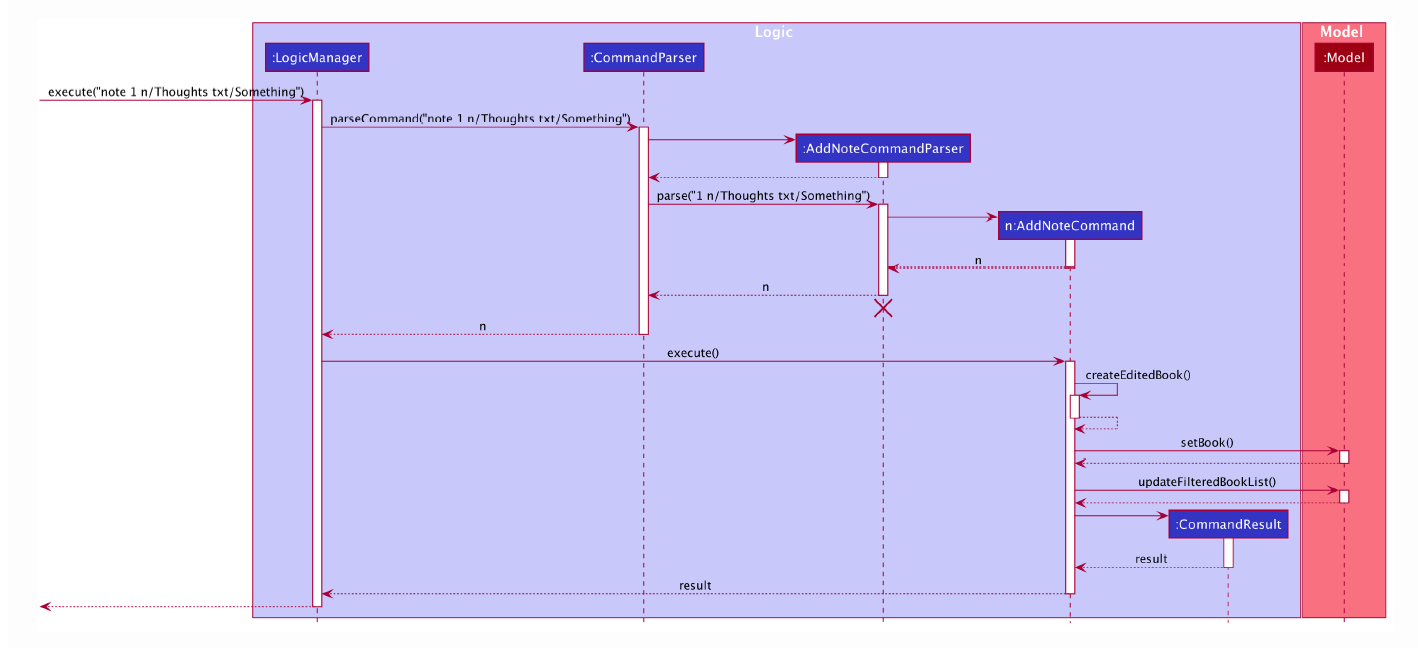 Logic
Model
:LogicManager
:CommandParser
:Model
execute("note 1 n/Thoughts txt/Something")
parseCommand("note 1 n/Thoughts txt/Something")
:AddNoteCommandParser
parse("1 n/Thoughts txt/Something")
n:AddNoteCommand
n
n
n
execute()
createEditedBook()
setBook()
updateFilteredBookList()
:CommandResult
result
result